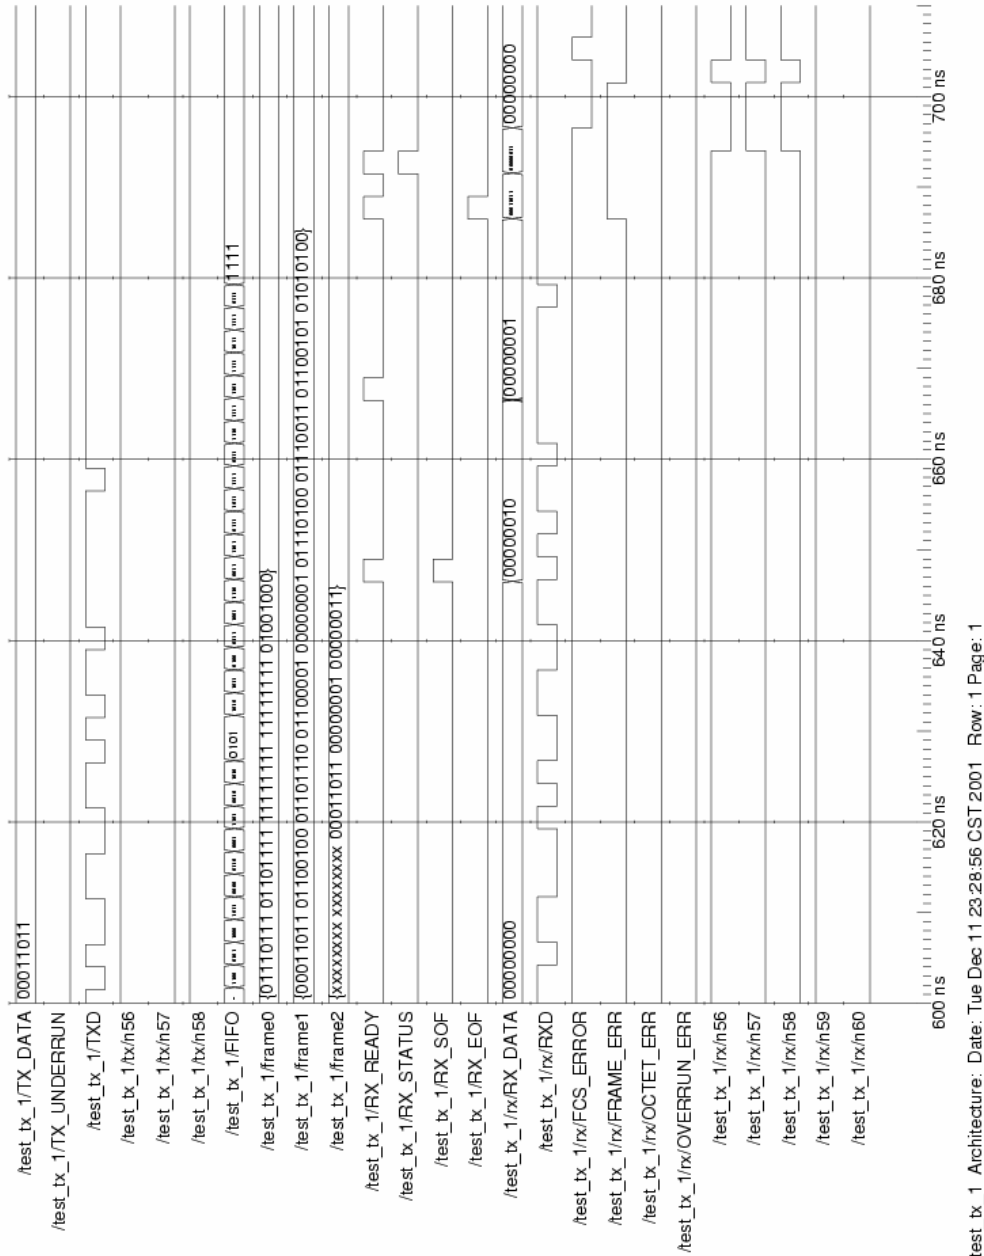 /test_tx_1/TX_DATA 00011011
/test_tx_1/TX_UNDERRUN
/test_tx_1/TXD
/test_tx_1/tx/n56
/test_tx_1/tx/n57
/test_tx_1/tx/n58
/test_tx_1/FIFO 0101 1111
/test_tx_1/frame0 {01110111 01101111 11111111 11111111 01001000}
/test_tx_1/frame1 {00011011 01100100 01101110 01100001 00000001 01110100 01110011 01100101 01010100}
/test_tx_1/frame2 {xxxxxxxx xxxxxxxx 00011011 00000001 00000011}
/test_tx_1/RX_READY
/test_tx_1/RX_STATUS
/test_tx_1/RX_SOF
/test_tx_1/RX_EOF
/test_tx_1/rx/RX_DATA 00000000 00000010 00000001 00000000
/test_tx_1/rx/RXD
/test_tx_1/rx/FCS_ERROR
/test_tx_1/rx/FRAME_ERR
/test_tx_1/rx/OCTET_ERR
/test_tx_1/rx/OVERRUN_ERR
/test_tx_1/rx/n56
/test_tx_1/rx/n57
/test_tx_1/rx/n58
/test_tx_1/rx/n59
/test_tx_1/rx/n60
600 ns 620 ns 640 ns 660 ns 680 ns 700 ns
test_tx_1 Architecture: Date: Tue Dec 11 23:28:56 CST 2001 Row: 1 Page: 1